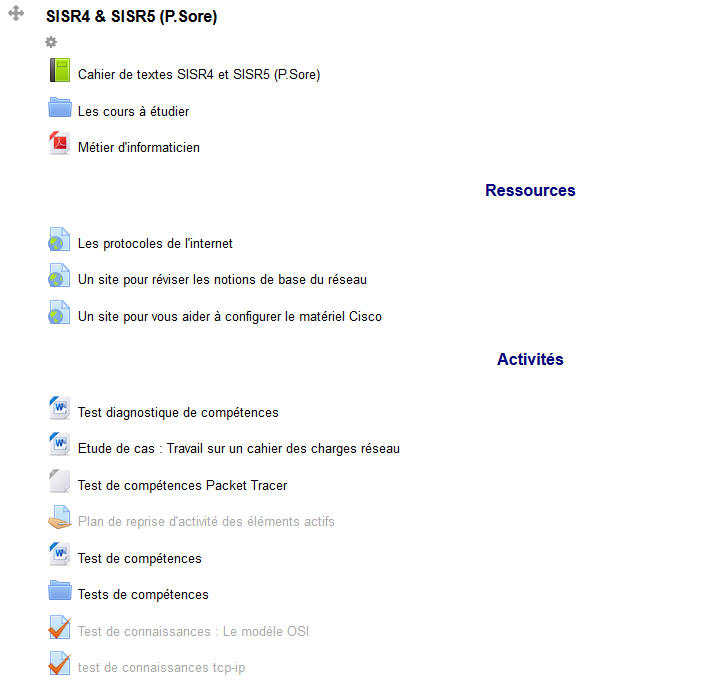 SISR4 & SISR5 (P.Sore)
Cahier de textes SISR4 et SISR5 (P.Sore)
Les cours à étudier
Métier d'informaticien
Ressources
Les protocoles de l'internet
Un site pour réviser les notions de base du réseau
Un site pour vous aider à configurer le matériel Cisco
Activités
Test diagnostique de compétences
Etude de cas : Travail sur un cahier des charges réseau
Test de compétences Packet Tracer
Plan de reprise d'activité des éléments actifs
Test de compétences
Tests de compétences
Test de connaissances : Le modèle OSI
test de connaissances tcp-ip